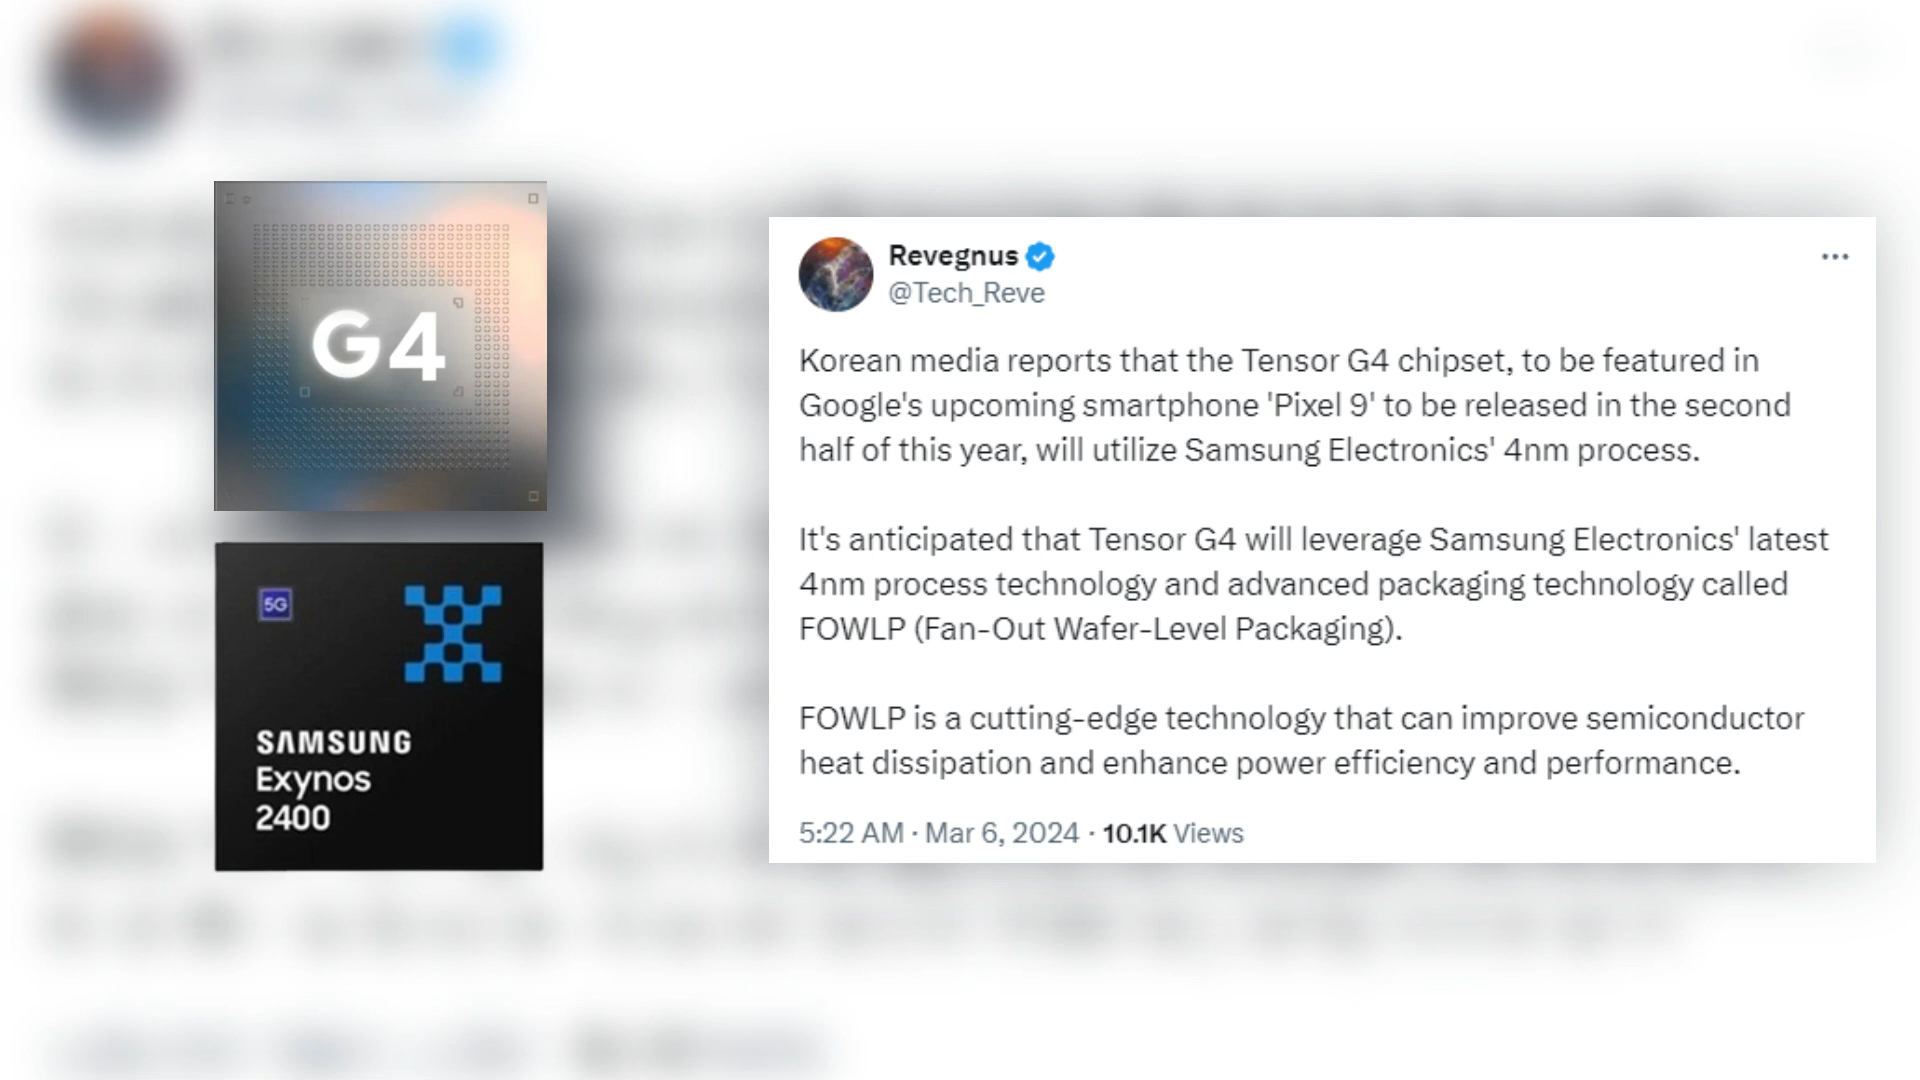 G4
5G
SAMSUNG
Exynos
2400
Revegnus
@Tech_Reve
Korean media reports that the Tensor G4 chipset, to be featured in
Google's upcoming smartphone 'Pixel 9' to be released in the second
half of this year, will utilize Samsung Electronics' 4nm process.
It's anticipated that Tensor G4 will leverage Samsung Electronics' latest
4nm process technology and advanced packaging technology called
FOWLP (Fan-Out Wafer-Level Packaging).
FOWLP is a cutting-edge technology that can improve semiconductor
heat dissipation and enhance power efficiency and performance.
5:22 AM · Mar 6, 2024 · 10.1K Views